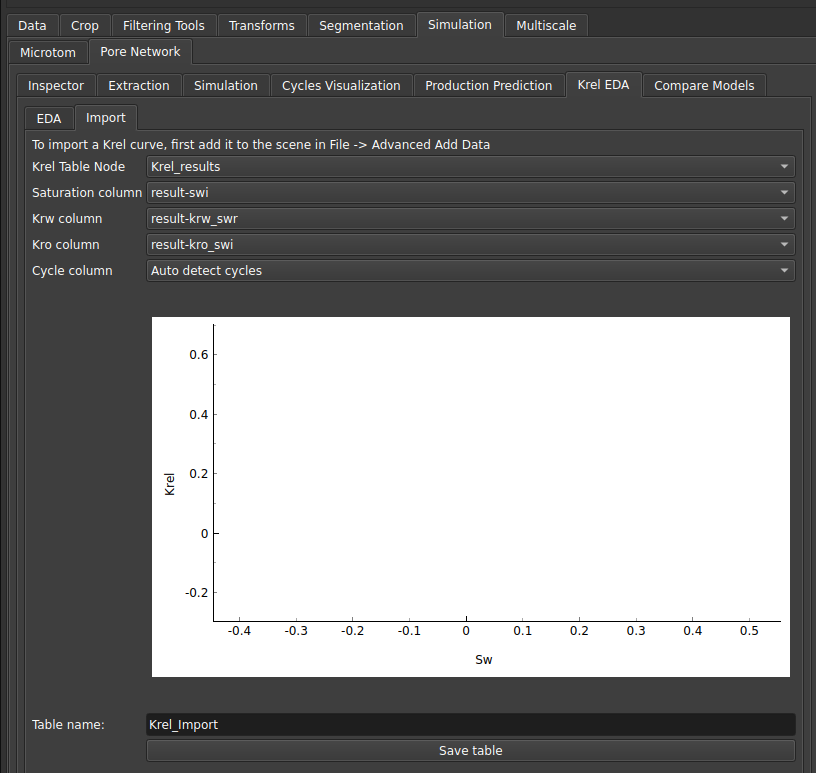 Data Crop Filtering Tools Transforms Segmentation Simulation Multiscale
Microtom Pore Network
Inspector Extraction Simulation Cycles Visualization Production Prediction Krel EDA Compare Models
EDA Import
To import a Krel curve, first add it to the scene in File -> Advanced Add Data
Krel Table Node Krel_results
Saturation column result-swi
Krw column result-krw_swr
Kro column result-kro_swi
Cycle column Auto detect cycles
0.6
0.4
0.2
Krel
0
-0.2
-0.4 -0.3 -0.2 -0.1 0 0.1 0.2 0.3 0.4 0.5
Sw
Table name: Krel_Import
Save table